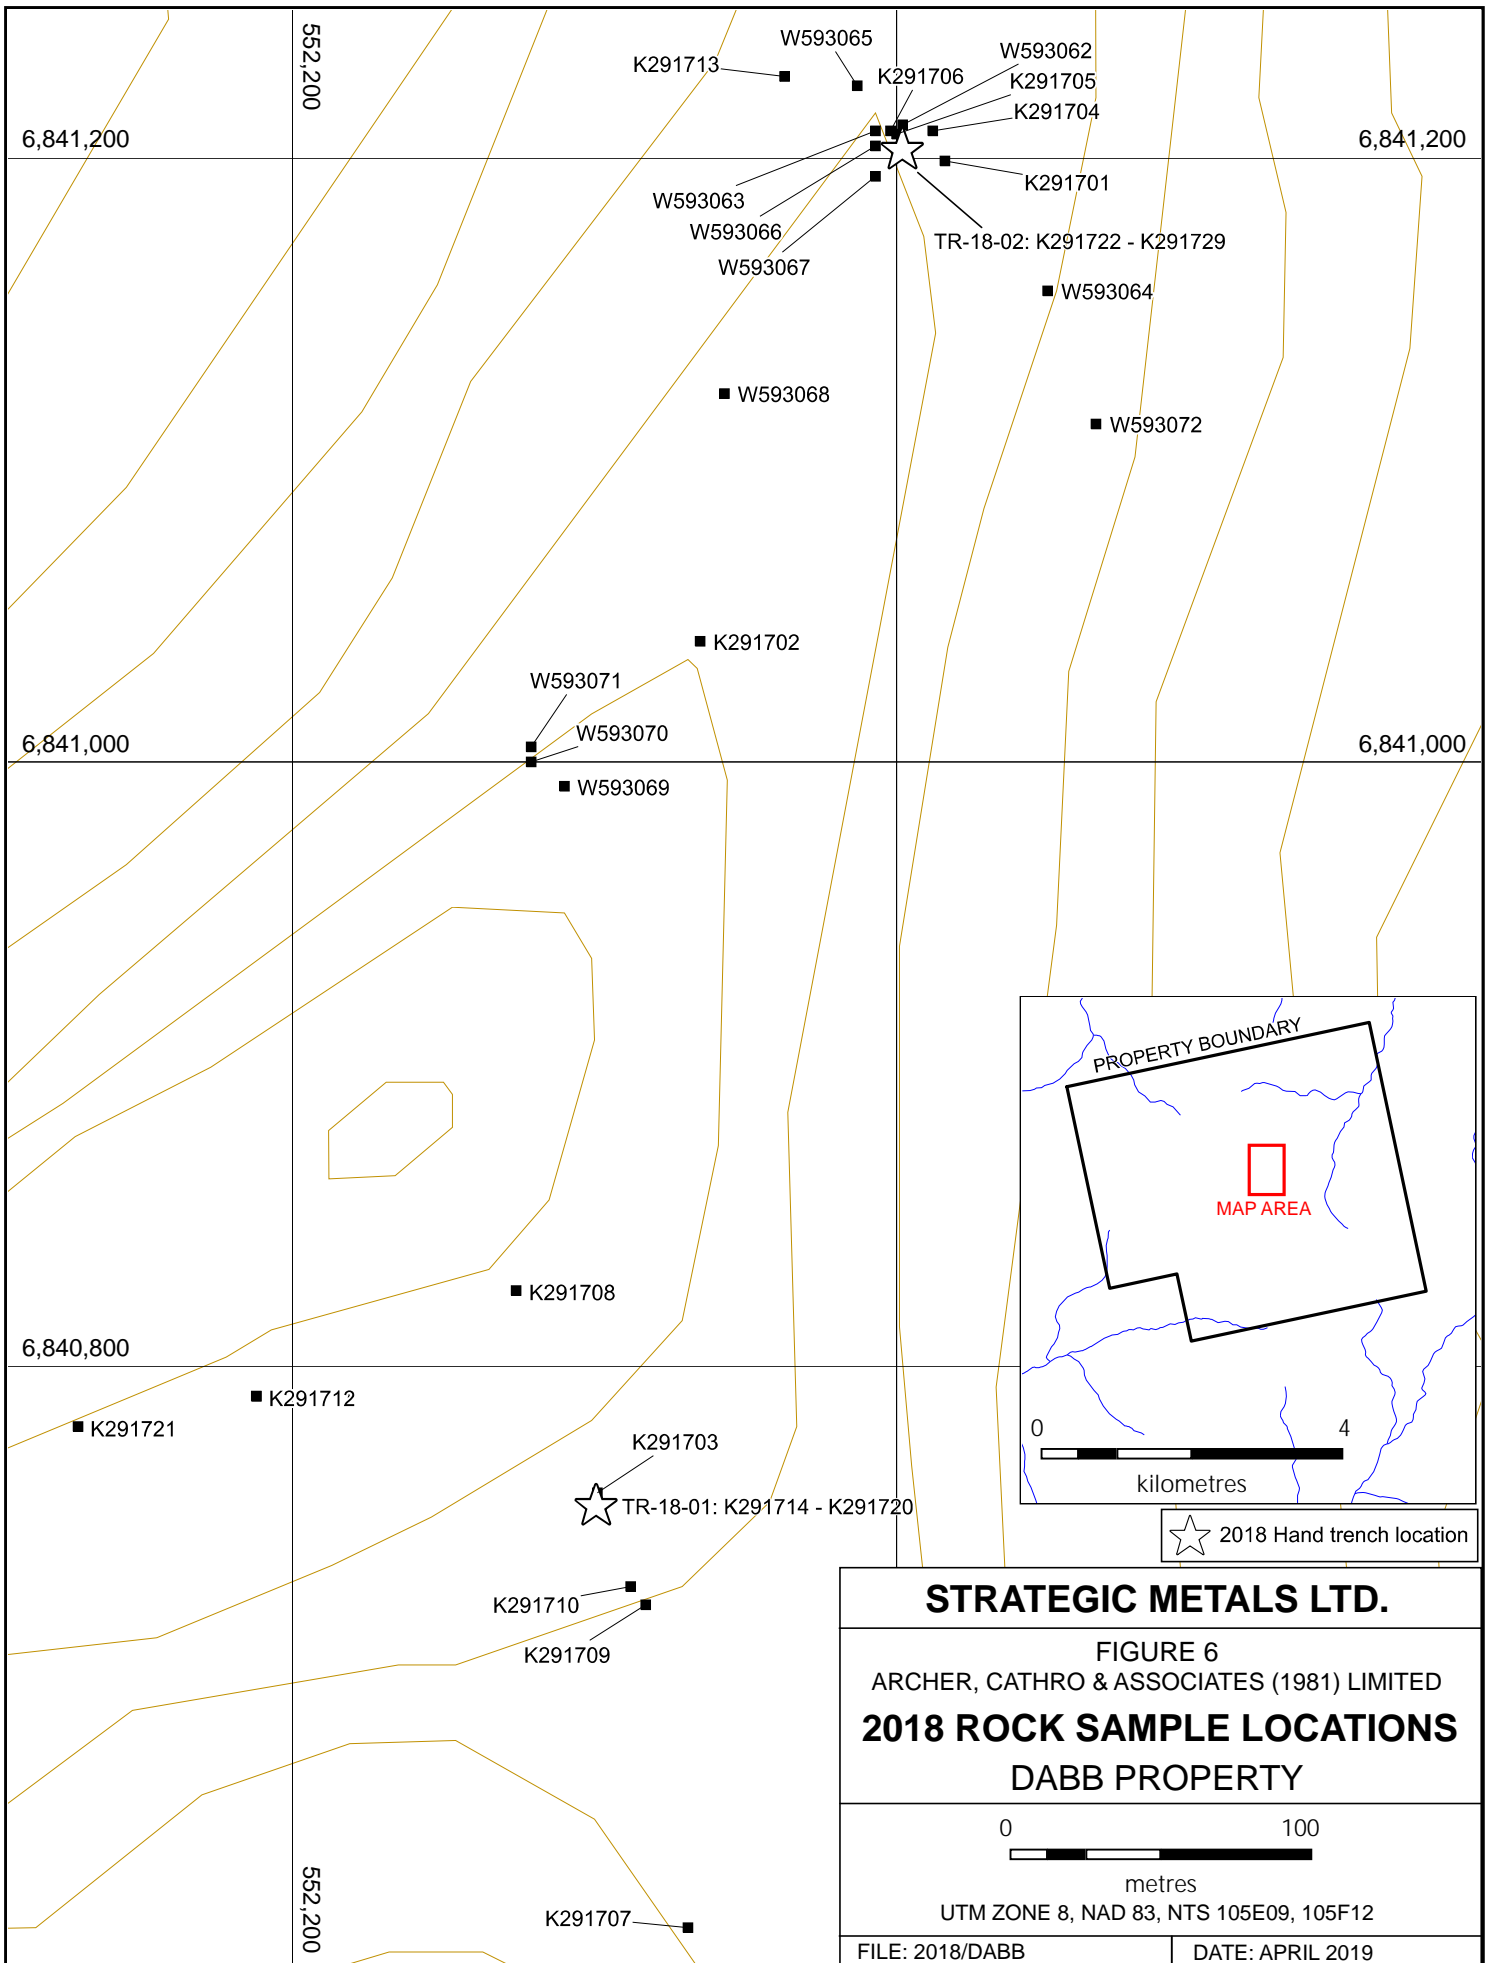 552,200
W593065
W593062
K291713
K291706
K291705
K291704
6,841,200
6,841,200
K291701
W593063
W593066
TR-18-02: K291722 - K291729
W593067
W593064
W593068
W593072
K291702
W593071
W593070
6,841,000
6,841,000
W593069
PROPERTY BOUNDARY
MAP AREA
K291708
6,840,800
K291712
K291721
0 4
kilometres
K291703
TR-18-01: K291714 - K291720
2018 Hand trench location
K291710
K291709
STRATEGIC METALS LTD.
FIGURE 6
ARCHER, CATHRO & ASSOCIATES (1981) LIMITED
2018 ROCK SAMPLE LOCATIONS
DABB PROPERTY
0 100
metres
UTM ZONE 8, NAD 83, NTS 105E09, 105F12
552,200
K291707
FILE: 2018/DABB
DATE: APRIL 2019